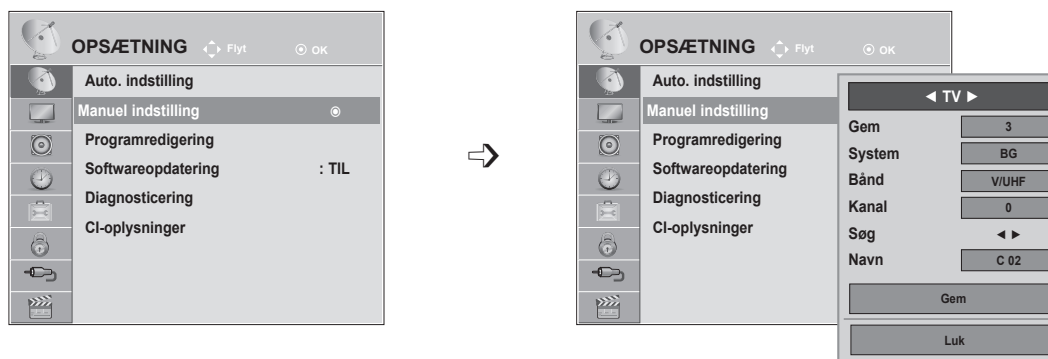 OPSÆTNING Flyt OK
Auto. indstilling
Manuel indstilling
Programredigering
Softwareopdatering : TIL
Diagnosticering
CI-oplysninger
OPSÆTNING Flyt OK
Auto. indstilling
Manuel indstilling
Programredigering
Softwareopdatering
Diagnosticering
CI-oplysninger
◄ TV ►
Gem 3
System BG
Bånd V/UHF
Kanal 0
Søg ◄ ►
Navn C 02
Gem
Luk